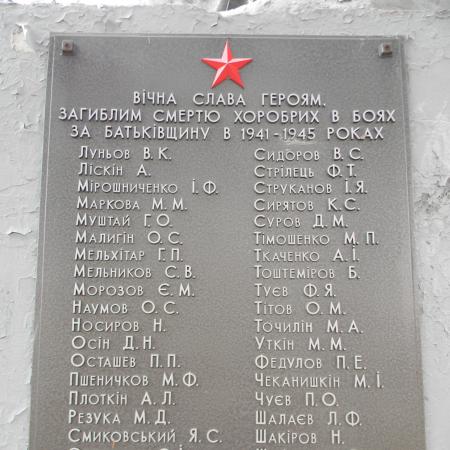 ВІЧНА СЛАВА ГЕРОЯМ,
ЗАГИБЛИМ СМЕРТЮ ХОРОБРИХ В БОЯХ
ЗА БАТЬКІВЩИНУ В 1941-1945 РОКАХ
ЛУНЬОВ В.К.
ЛІСКІН А.
МІРОШНИЧЕНКО І.Ф.
МАРКОВА М.М.
МУШТАЙ Г.О.
МАЛИГІН О.С.
МЕЛЬХІТАР Г.П.
МЕЛЬНИКОВ С.В.
МОРОЗОВ Є.М.
НАУМОВ О.С.
НОСИРОВ Н.
ОСІН Д.Н.
ОСТАШЕВ П.П.
ПШЕНИЧКОВ М.Ф.
ПЛОТКІН А.Л.
РЕЗУКА М.Д.
СМИКОВСЬКИЙ Я.С.
СИДОРОВ В.С.
СТРІЛЕЦЬ Ф.Т.
СТРУКАНОВ І.Я.
СИРЯТОВ К.С.
СУРОВ Д.М.
ТІМОШЕНКО М.П.
ТКАЧЕНКО А.І.
ТОШТЕМІРОВ Б.
ТУЄВ Ф.Я.
ТІТОВ О.М.
ТОЧИЛІН М.А.
УТКІН М.М.
ФЕДУЛОВ П.Е.
ЧЕКАНИШКІН М.І.
ЧУЄВ П.О.
ШАЛАЄВ Л.Ф.
ШАКІРОВ Н.